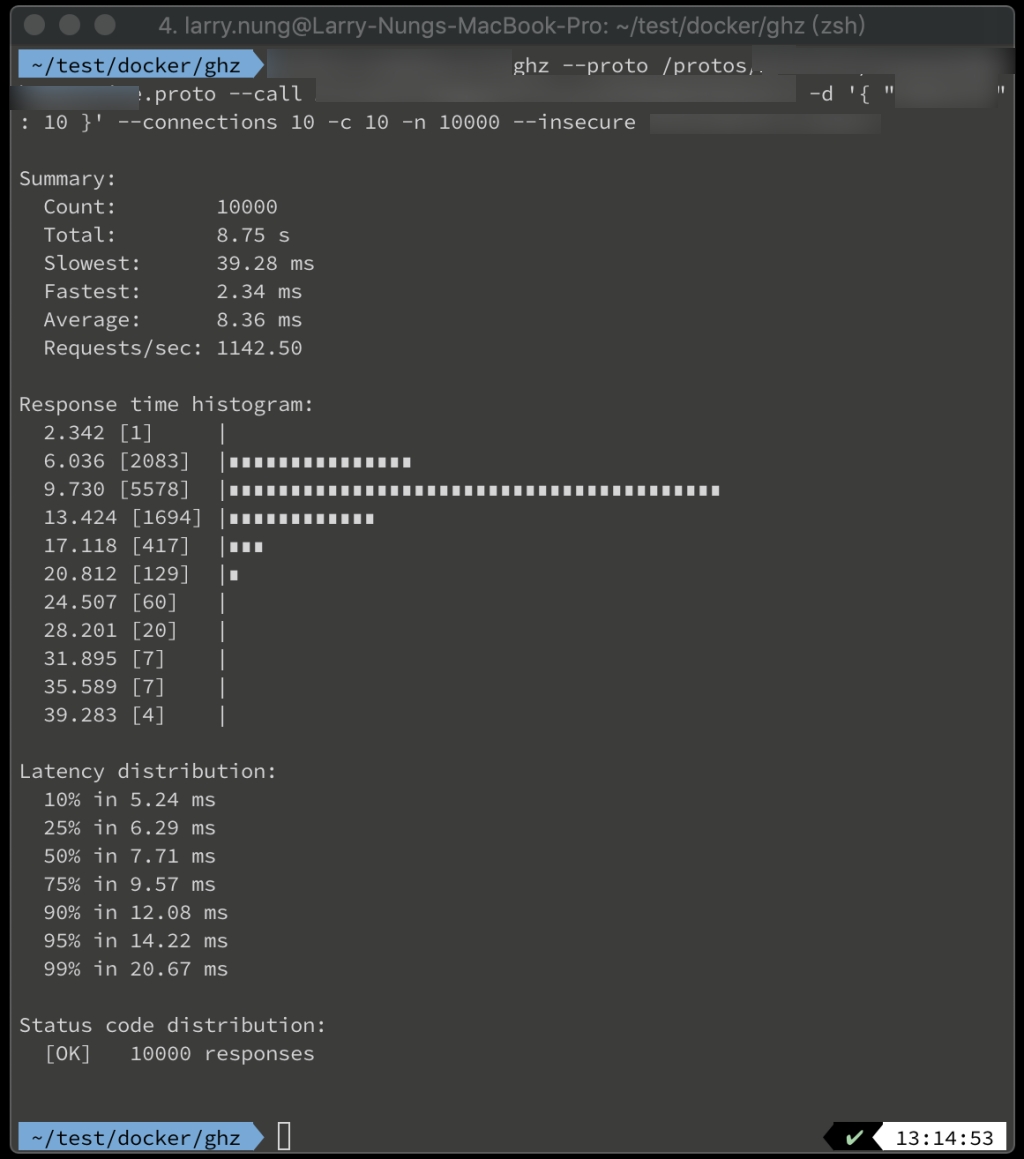 4. larry.nung@Larry-Nungs-MacBook-Pro: ~/test/docker/ghz (zsh)
~/test/docker/ghz ghz --proto /protos/
.proto --call -d '{ " "
: 10 }' --connections 10 -c 10 -n 10000 --insecure
Summary:
Count: 10000
Total: 8.75 s
Slowest: 39.28 ms
Fastest: 2.34 ms
Average: 8.36 ms
Requests/sec: 1142.50
Response time histogram:
2.342 [1] |
6.036 [2083] |∎∎∎∎∎∎∎∎∎∎∎∎∎∎∎
9.730 [5578] |∎∎∎∎∎∎∎∎∎∎∎∎∎∎∎∎∎∎∎∎∎∎∎∎∎∎∎∎∎∎∎∎∎∎∎∎∎∎∎∎
13.424 [1694] |∎∎∎∎∎∎∎∎∎∎∎∎
17.118 [417] |∎∎∎
20.812 [129] |∎
24.507 [60] |
28.201 [20] |
31.895 [7] |
35.589 [7] |
39.283 [4] |
Latency distribution:
10% in 5.24 ms
25% in 6.29 ms
50% in 7.71 ms
75% in 9.57 ms
90% in 12.08 ms
95% in 14.22 ms
99% in 20.67 ms
Status code distribution:
[OK] 10000 responses
~/test/docker/ghz ✔ 13:14:53